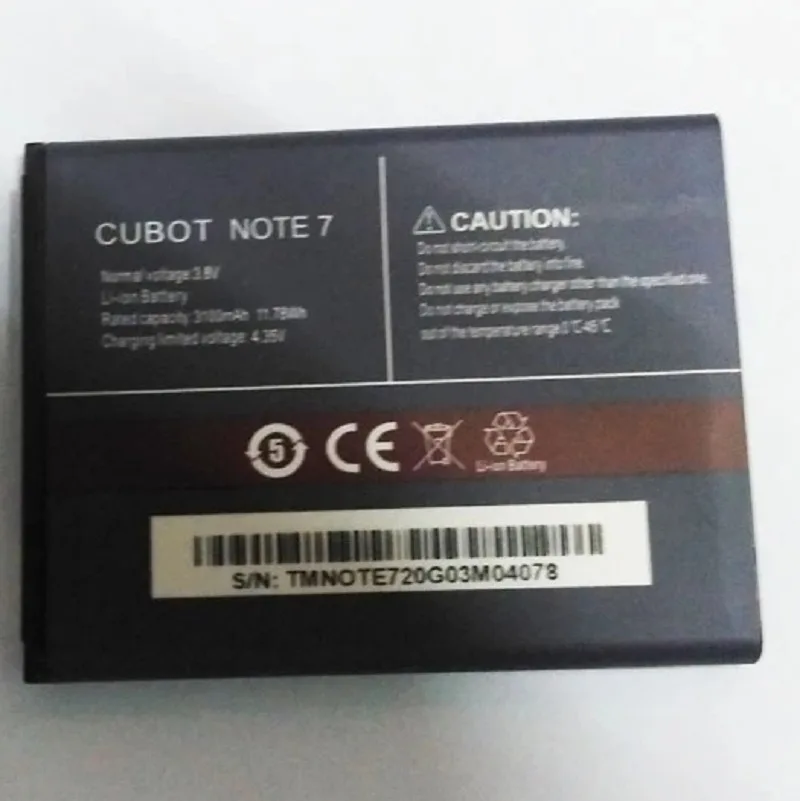 CUBOT NOTE 7
Normal voltage:3.8V
Li-ion Battery
Rated capacity: 3100mAh 11.78Wh
Charging limited voltage: 4.35V
CAUTION:
Do not short circuit the battery.
Do not discard the battery into fire.
Do not use any battery charger other than the specified one.
Do not charge or expose the battery pack
out of the temperature range 0℃-45℃
5 CE
Li-ion Battery
S/N: TMNOTE720G03M04078